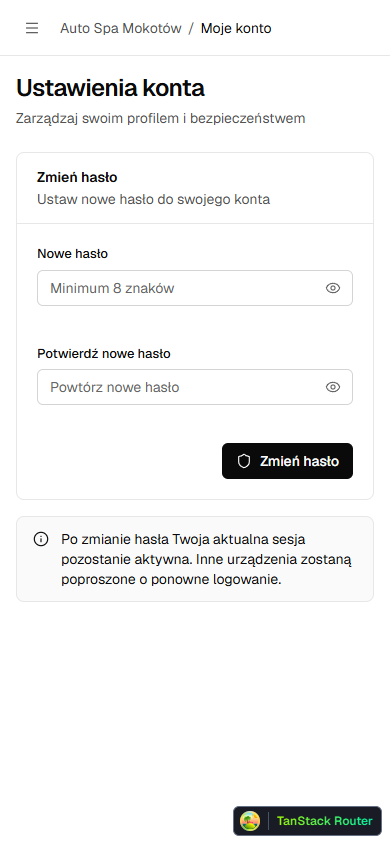 Auto Spa Mokotów / Moje konto
Ustawienia konta
Zarządzaj swoim profilem i bezpieczeństwem
Zmień hasło
Ustaw nowe hasło do swojego konta
Nowe hasło
Minimum 8 znaków
Potwierdź nowe hasło
Powtórz nowe hasło
Zmień hasło
Po zmianie hasła Twoja aktualna sesja
pozostanie aktywna. Inne urządzenia zostaną
poproszone o ponowne logowanie.
TanStack Router